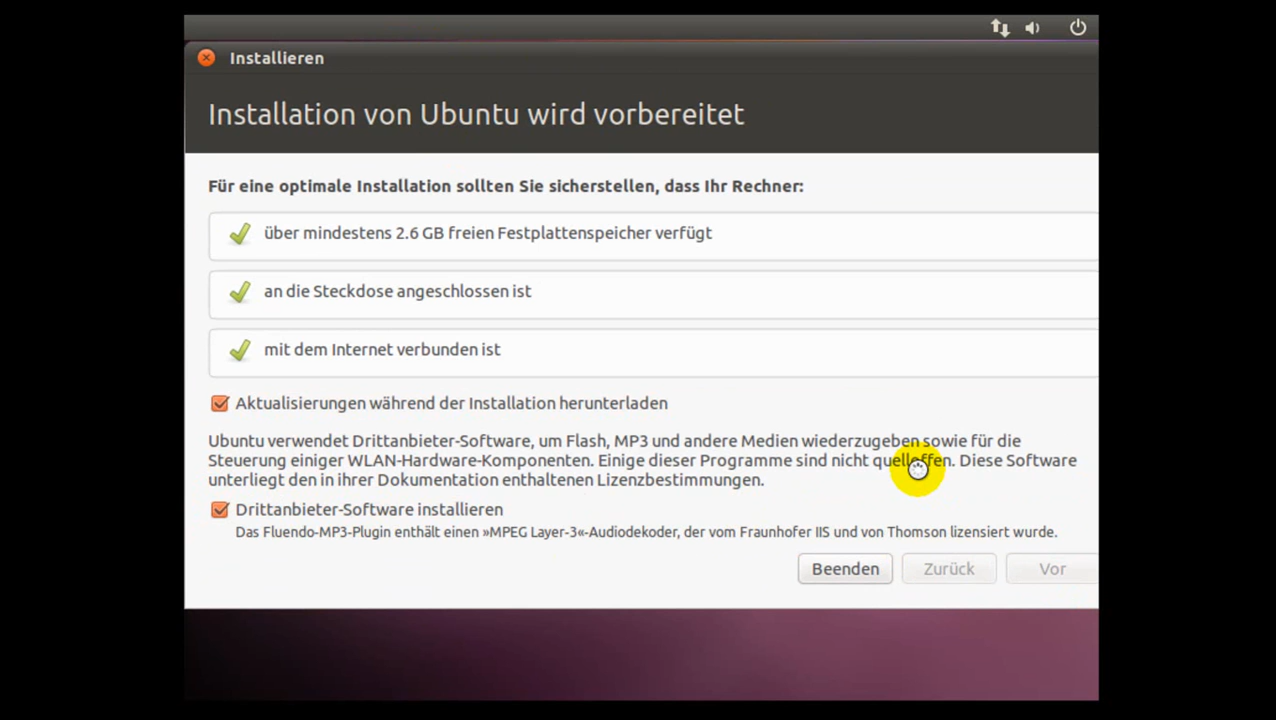 Installieren
Installation von Ubuntu wird vorbereitet
Für eine optimale Installation sollten Sie sicherstellen, dass Ihr Rechner:
über mindestens 2.6 GB freien Festplattenspeicher verfügt
an die Steckdose angeschlossen ist
mit dem Internet verbunden ist
Aktualisierungen während der Installation herunterladen
Ubuntu verwendet Drittanbieter-Software, um Flash, MP3 und andere Medien wiederzugeben sowie für die
Steuerung einiger WLAN-Hardware-Komponenten. Einige dieser Programme sind nicht quelloffen. Diese Software
unterliegt den in ihrer Dokumentation enthaltenen Lizenzbestimmungen.
Drittanbieter-Software installieren
Das Fluendo-MP3-Plugin enthält einen »MPEG Layer-3«-Audiodekoder, der vom Fraunhofer IIS und von Thomson lizensiert wurde.
Beenden Zurück Vor